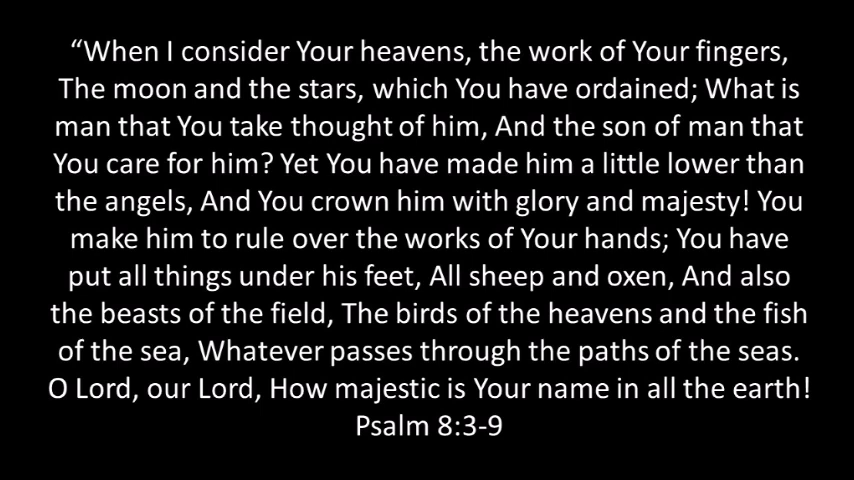 “When I consider Your heavens, the work of Your fingers,
The moon and the stars, which You have ordained; What is
man that You take thought of him, And the son of man that
You care for him? Yet You have made him a little lower than
the angels, And You crown him with glory and majesty! You
make him to rule over the works of Your hands; You have
put all things under his feet, All sheep and oxen, And also
the beasts of the field, The birds of the heavens and the fish
of the sea, Whatever passes through the paths of the seas.
O Lord, our Lord, How majestic is Your name in all the earth!
Psalm 8:3-9